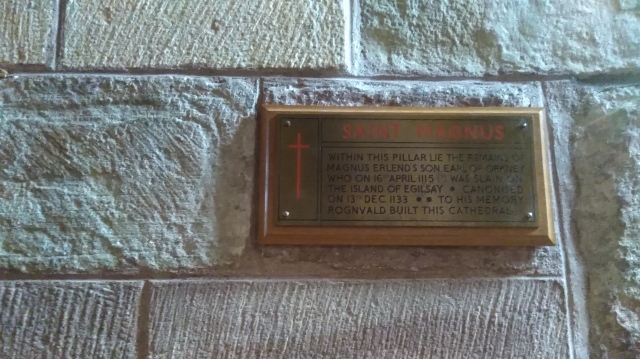 SAINT MAGNUS
WITHIN THIS PILLAR LIE THE REMAINS OF
MAGNUS ERLEND'S SON EARL OF ORKNEY
WHO ON 16TH APRIL 1115 WAS SLAIN ON
THE ISLAND OF EGILSAY • CANONISED
ON 13TH DEC 1133 • • TO HIS MEMORY
ROGNVALD BUILT THIS CATHEDRAL